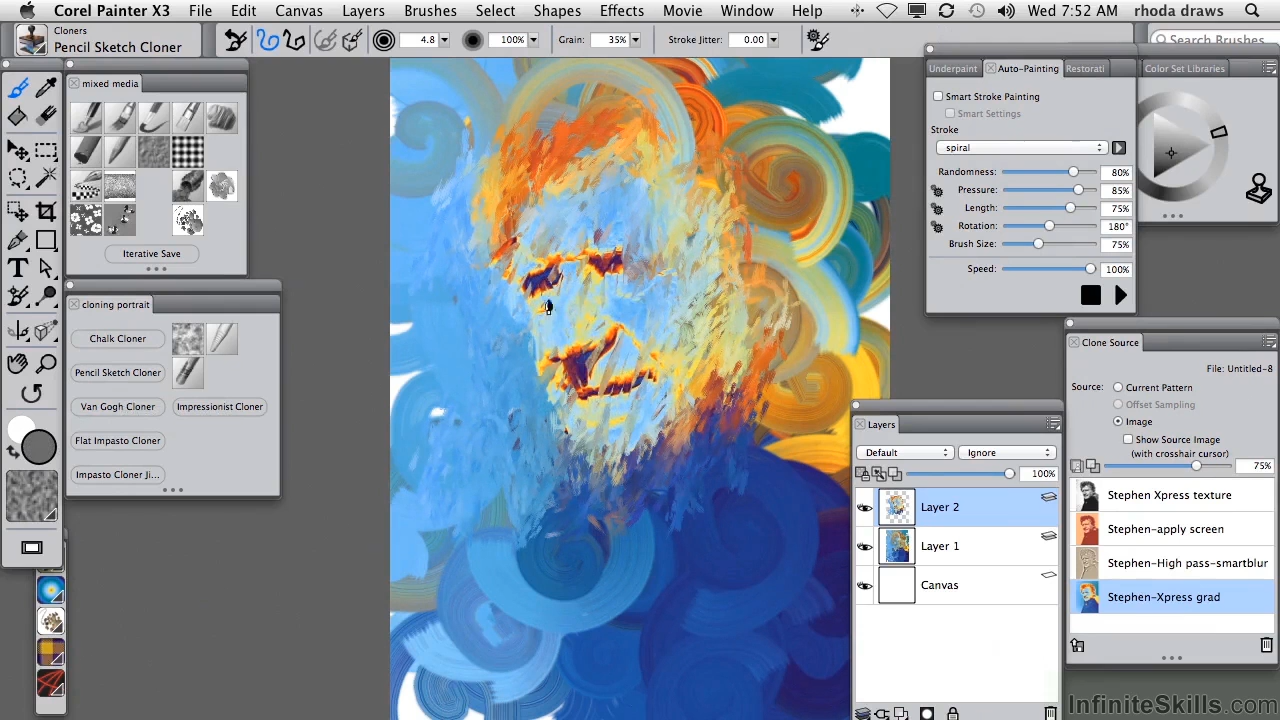 Corel Painter X3 File Edit Canvas Layers Brushes Select Shapes Effects Movie Window Help Wed 7:52 AM rhoda draws
Cloners
Pencil Sketch Cloner
4.8 100% Grain: 35% Stroke Jitter: 0.00
Search Brushes
mixed media
Iterative Save
cloning portrait
Chalk Cloner
Pencil Sketch Cloner
Van Gogh Cloner Impressionist Cloner
Flat Impasto Cloner
Impasto Cloner Ji...
Underpaint Auto-Painting Restorati
Smart Stroke Painting
Smart Settings
Stroke
spiral
Randomness: 80%
Pressure: 85%
Length: 75%
Rotation: 180°
Brush Size: 75%
Speed: 100%
Color Set Libraries
Clone Source
File: Untitled-8
Source: Current Pattern
Offset Sampling
Image
Show Source Image
(with crosshair cursor)
75%
Stephen Xpress texture
Stephen-apply screen
Stephen-High pass-smartblur
Stephen-Xpress grad
Layers
Default Ignore
100%
Layer 2
Layer 1
Canvas
InfiniteSkills.com